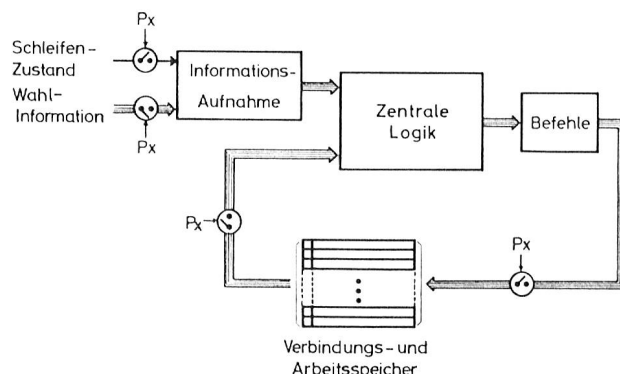 Px
Schleifen-
Zustand
Wahl-
Information
Px
Informations-
Aufnahme
Zentrale
Logik
Befehle
Px
Px
Verbindungs- und
Arbeitsspeicher